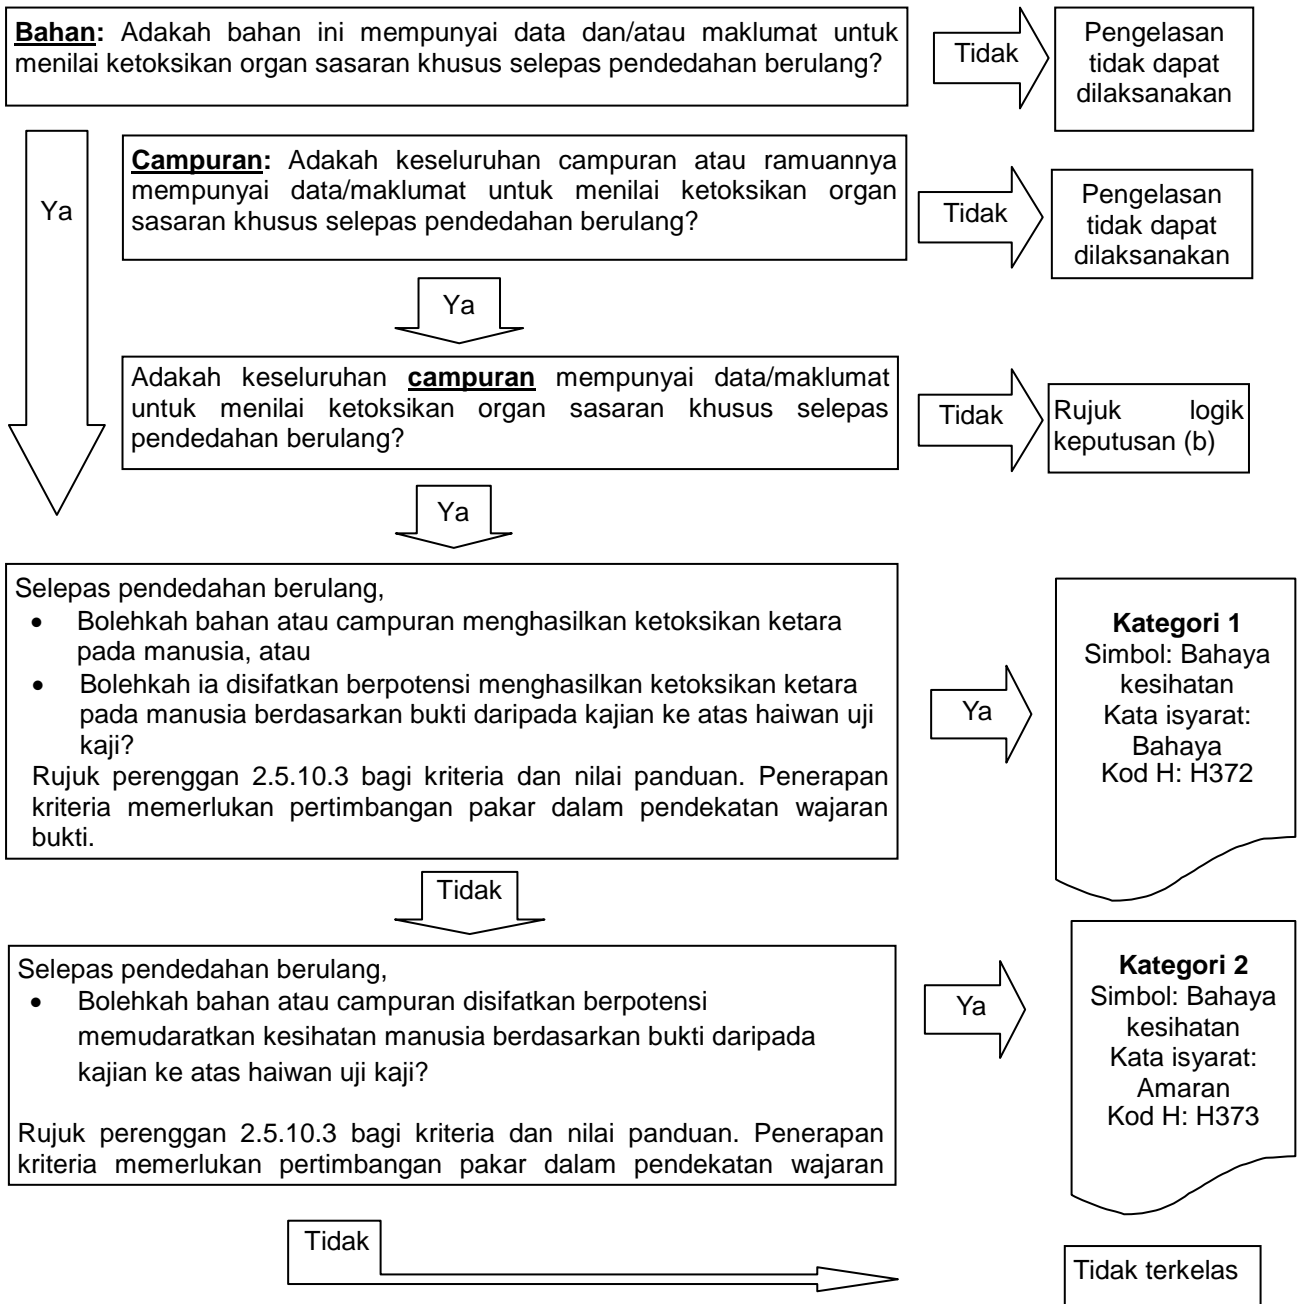 Bahan: Adakah bahan ini mempunyai data dan/atau maklumat untuk
menilai ketoksikan organ sasaran khusus selepas pendedahan berulang?
Tidak
Pengelasan
tidak dapat
dilaksanakan
Ya
Campuran: Adakah keseluruhan campuran atau ramuannya
mempunyai data/maklumat untuk menilai ketoksikan organ
sasaran khusus selepas pendedahan berulang?
Tidak
Pengelasan
tidak dapat
dilaksanakan
Ya
Adakah keseluruhan campuran mempunyai data/maklumat
untuk menilai ketoksikan organ sasaran khusus selepas
pendedahan berulang?
Tidak
Rujuk logik
keputusan (b)
Ya
Selepas pendedahan berulang,
• Bolehkah bahan atau campuran menghasilkan ketoksikan ketara
pada manusia, atau
• Bolehkah ia disifatkan berpotensi menghasilkan ketoksikan ketara
pada manusia berdasarkan bukti daripada kajian ke atas haiwan uji
kaji?
Rujuk perenggan 2.5.10.3 bagi kriteria dan nilai panduan. Penerapan
kriteria memerlukan pertimbangan pakar dalam pendekatan wajaran
bukti.
Ya
Kategori 1
Simbol: Bahaya
kesihatan
Kata isyarat:
Bahaya
Kod H: H372
Tidak
Selepas pendedahan berulang,
• Bolehkah bahan atau campuran disifatkan berpotensi
memudaratkan kesihatan manusia berdasarkan bukti daripada
kajian ke atas haiwan uji kaji?
Rujuk perenggan 2.5.10.3 bagi kriteria dan nilai panduan. Penerapan
kriteria memerlukan pertimbangan pakar dalam pendekatan wajaran
Ya
Kategori 2
Simbol: Bahaya
kesihatan
Kata isyarat:
Amaran
Kod H: H373
Tidak
Tidak terkelas